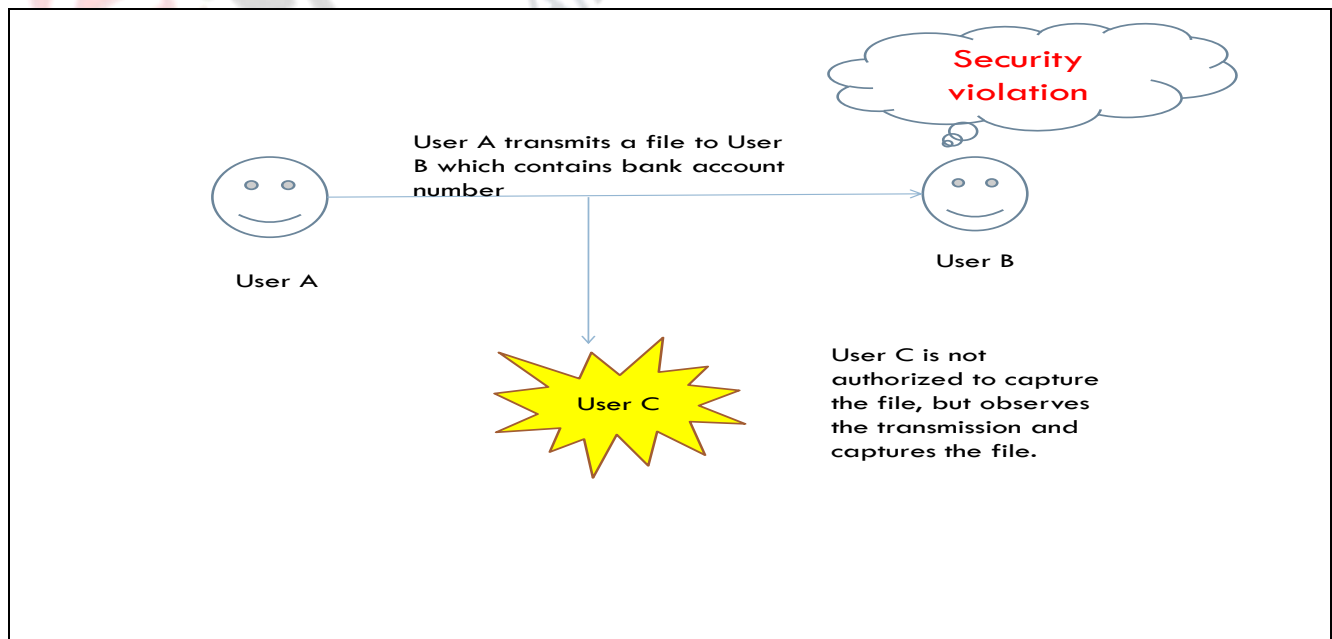 Security
violation
User A transmits a file to User
B which contains bank account
number
User A
User B
User C
User C is not
authorized to capture
the file, but observes
the transmission and
captures the file.